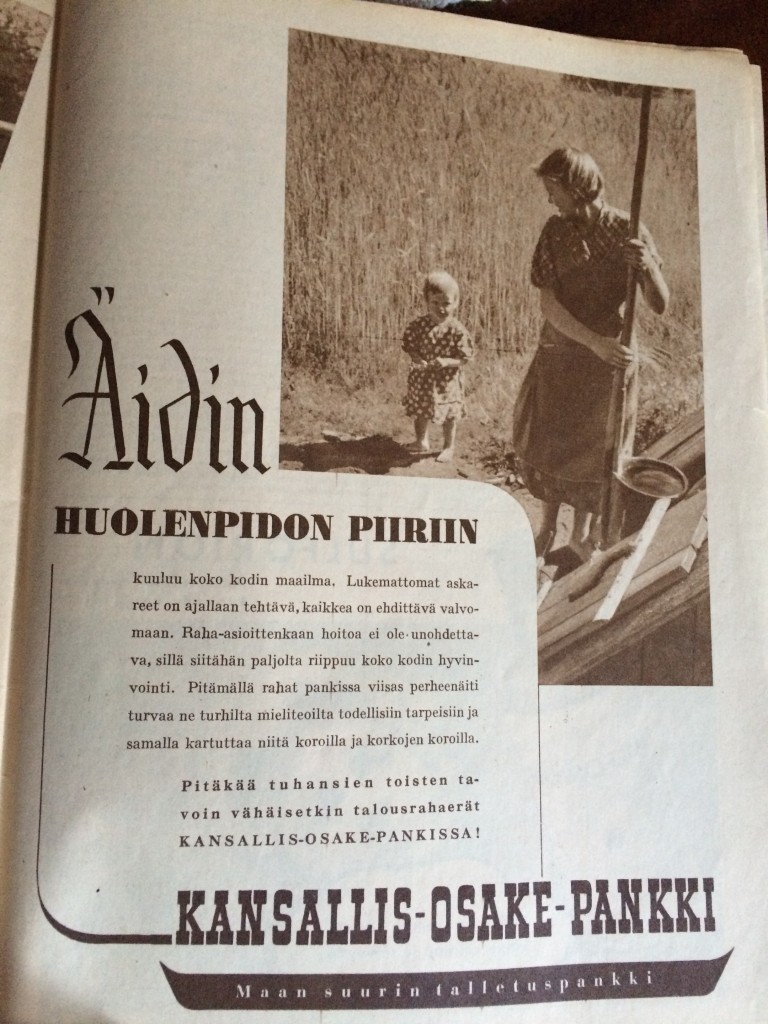 Äidin
HUOLENPIDON PIIRIIN
kuuluu koko kodin maailma. Lukemattomat aska-
reet on ajallaan tehtävä, kaikkea on ehdittävä valvo-
maan. Raha-asioittenkaan hoitoa ei ole unohdetta-
va, sillä siitähän paljolta riippuu koko kodin hyvin-
vointi. Pitämällä rahat pankissa viisas perheenäiti
turvaa ne turhilta mieliteoilta todellisiin tarpeisiin ja
samalla kartuttaa niitä koroilla ja korkojen koroilla.
Pitäkää tuhansien toisten ta-
voin vähäisetkin talousrahaerät
KANSALLIS-OSAKE-PANKISSA!
KANSALLIS-OSAKE-PANKKI
Maan suurin talletuspankki